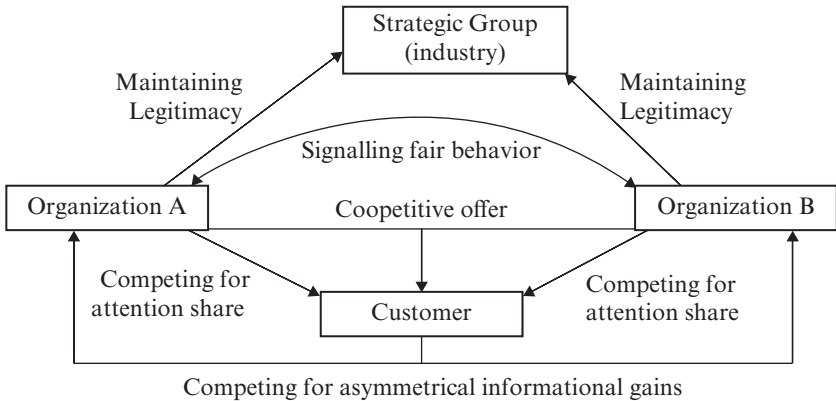 Strategic Group
(industry)
Maintaining
Legitimacy
Maintaining
Legitimacy
Signalling fair behavior
Organization A
Coopetitive offer
Organization B
Competing for
attention share
Competing for
attention share
Customer
Competing for asymmetrical informational gains